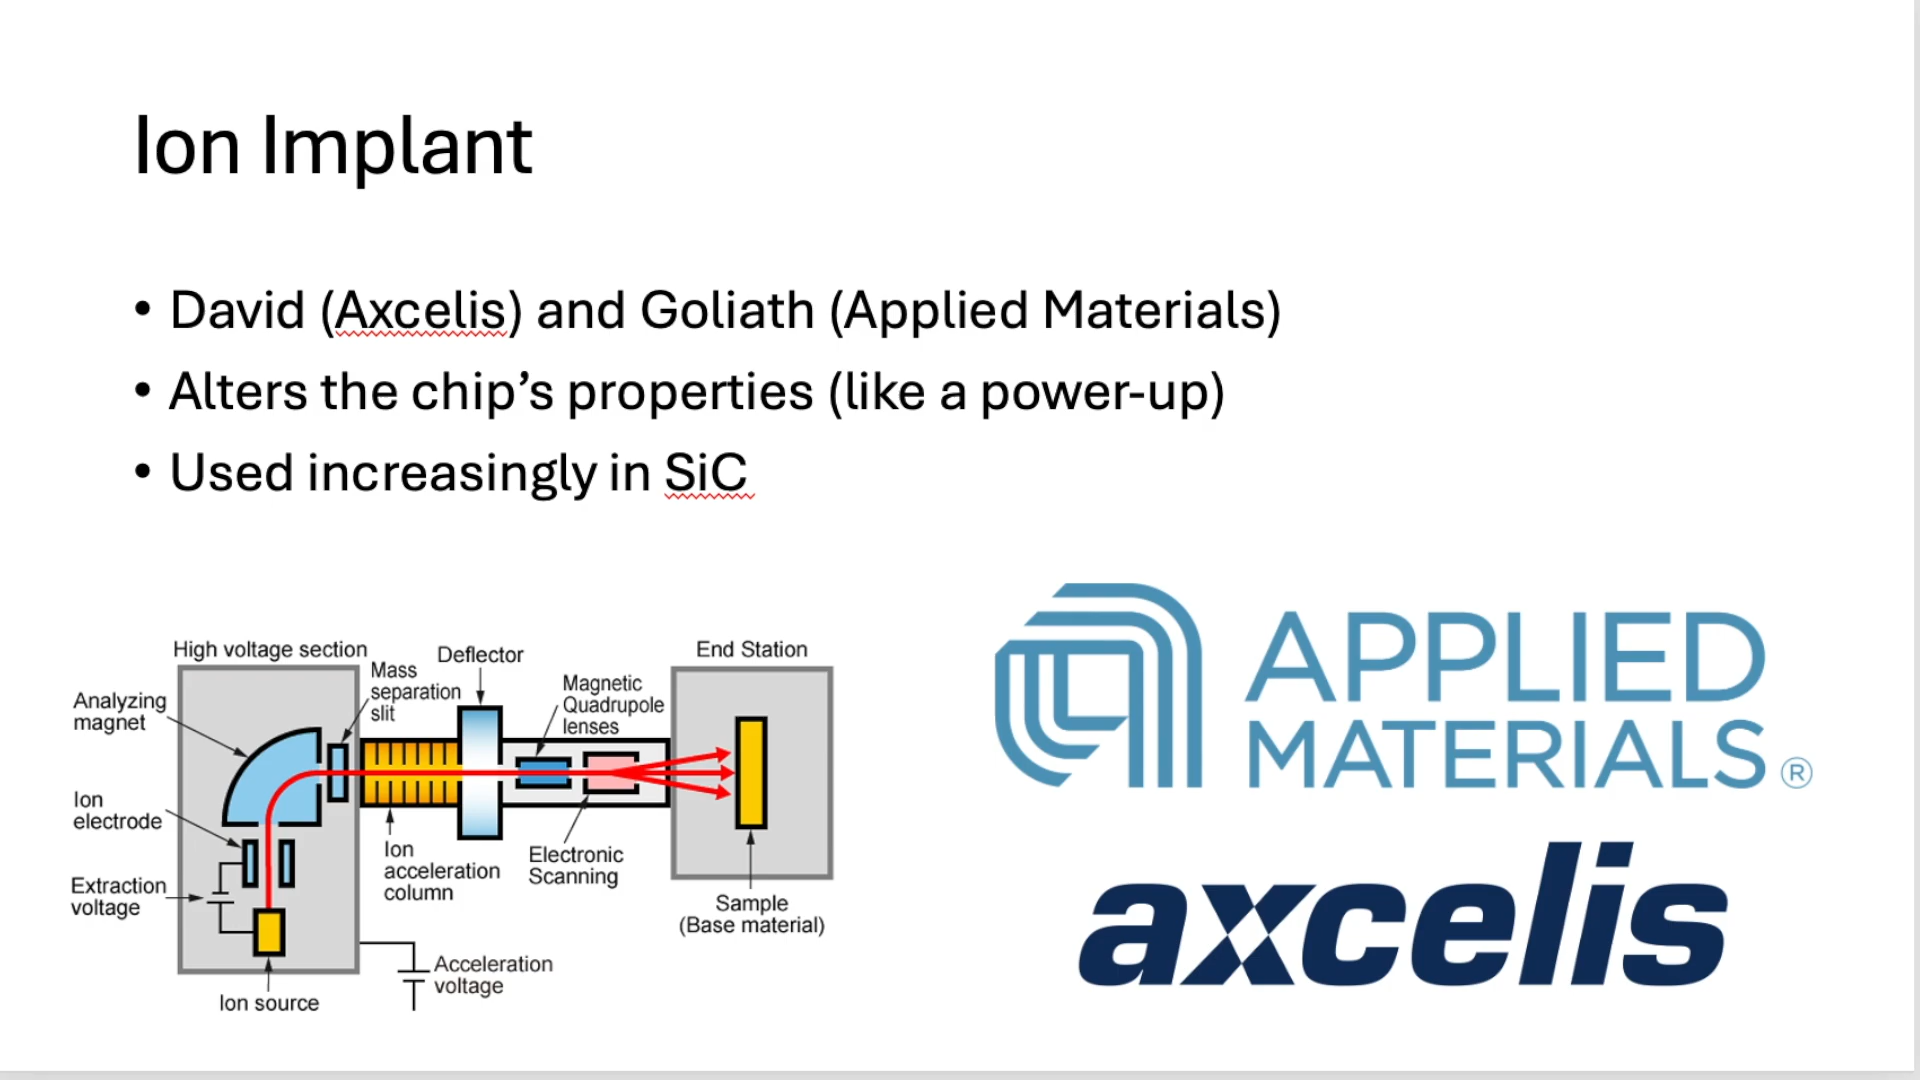 Ion Implant
• David (Axcelis) and Goliath (Applied Materials)
• Alters the chip’s properties (like a power-up)
• Used increasingly in SiC
High voltage section
Mass
separation
slit
Deflector
Magnetic
Quadrupole
lenses
End Station
Analyzing
magnet
Ion
electrode
Extraction
voltage
Ion source
Ion
acceleration
column
Electronic
Scanning
Sample
(Base material)
Acceleration
voltage
APPLIED
MATERIALS®
axcelis